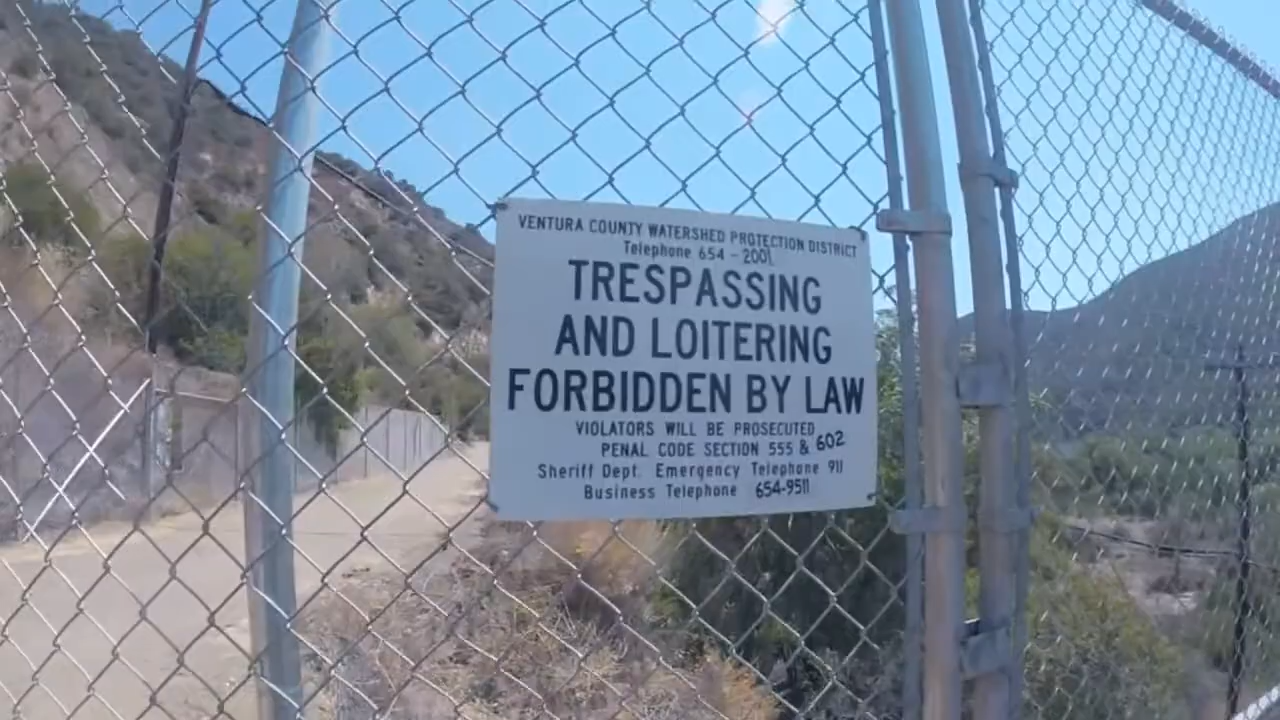 VENTURA COUNTY WATERSHED PROTECTION DISTRICT
Telephone 654 - 2001
TRESPASSING
AND LOITERING
FORBIDDEN BY LAW
VIOLATORS WILL BE PROSECUTED
PENAL CODE SECTION 555 & 602
Sheriff Dept. Emergency Telephone 911
Business Telephone 654-9511